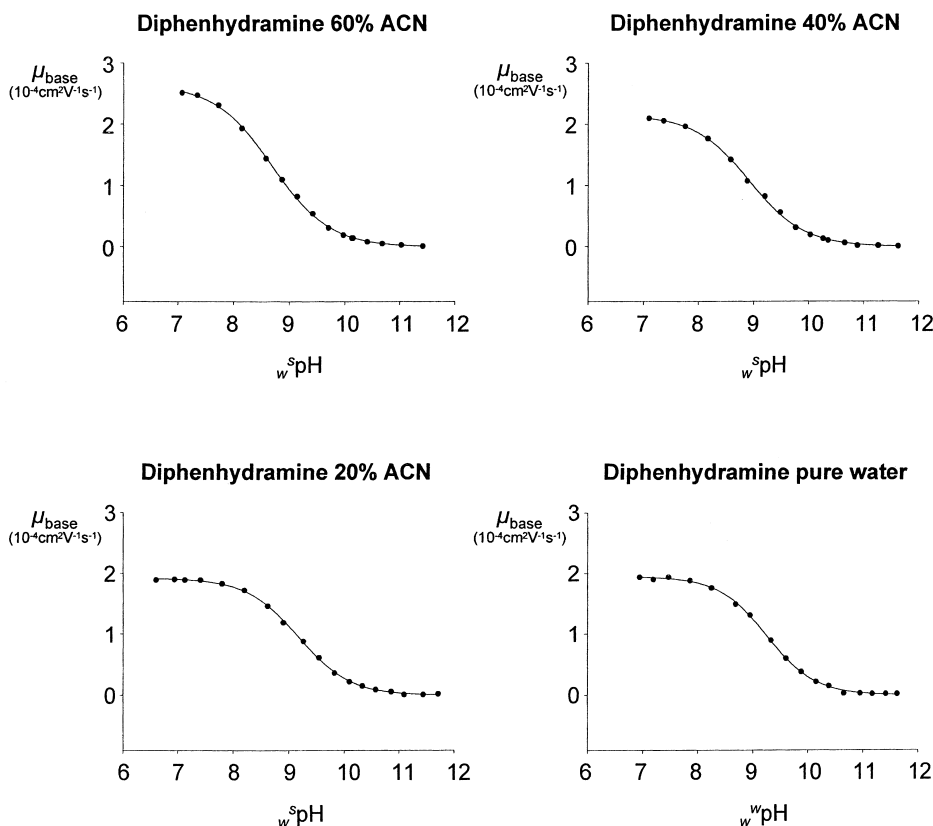 Diphenhydramine 60% ACN
μbase
(10-4cm2V-1s-1)
3
2
1
0
6 7 8 9 10 11 12
wspH
Diphenhydramine 40% ACN
μbase
(10-4cm2V-1s-1)
3
2
1
0
6 7 8 9 10 11 12
wspH
Diphenhydramine 20% ACN
μbase
(10-4cm2V-1s-1)
3
2
1
0
6 7 8 9 10 11 12
wspH
Diphenhydramine pure water
μbase
(10-4cm2V-1s-1)
3
2
1
0
6 7 8 9 10 11 12
wwpH